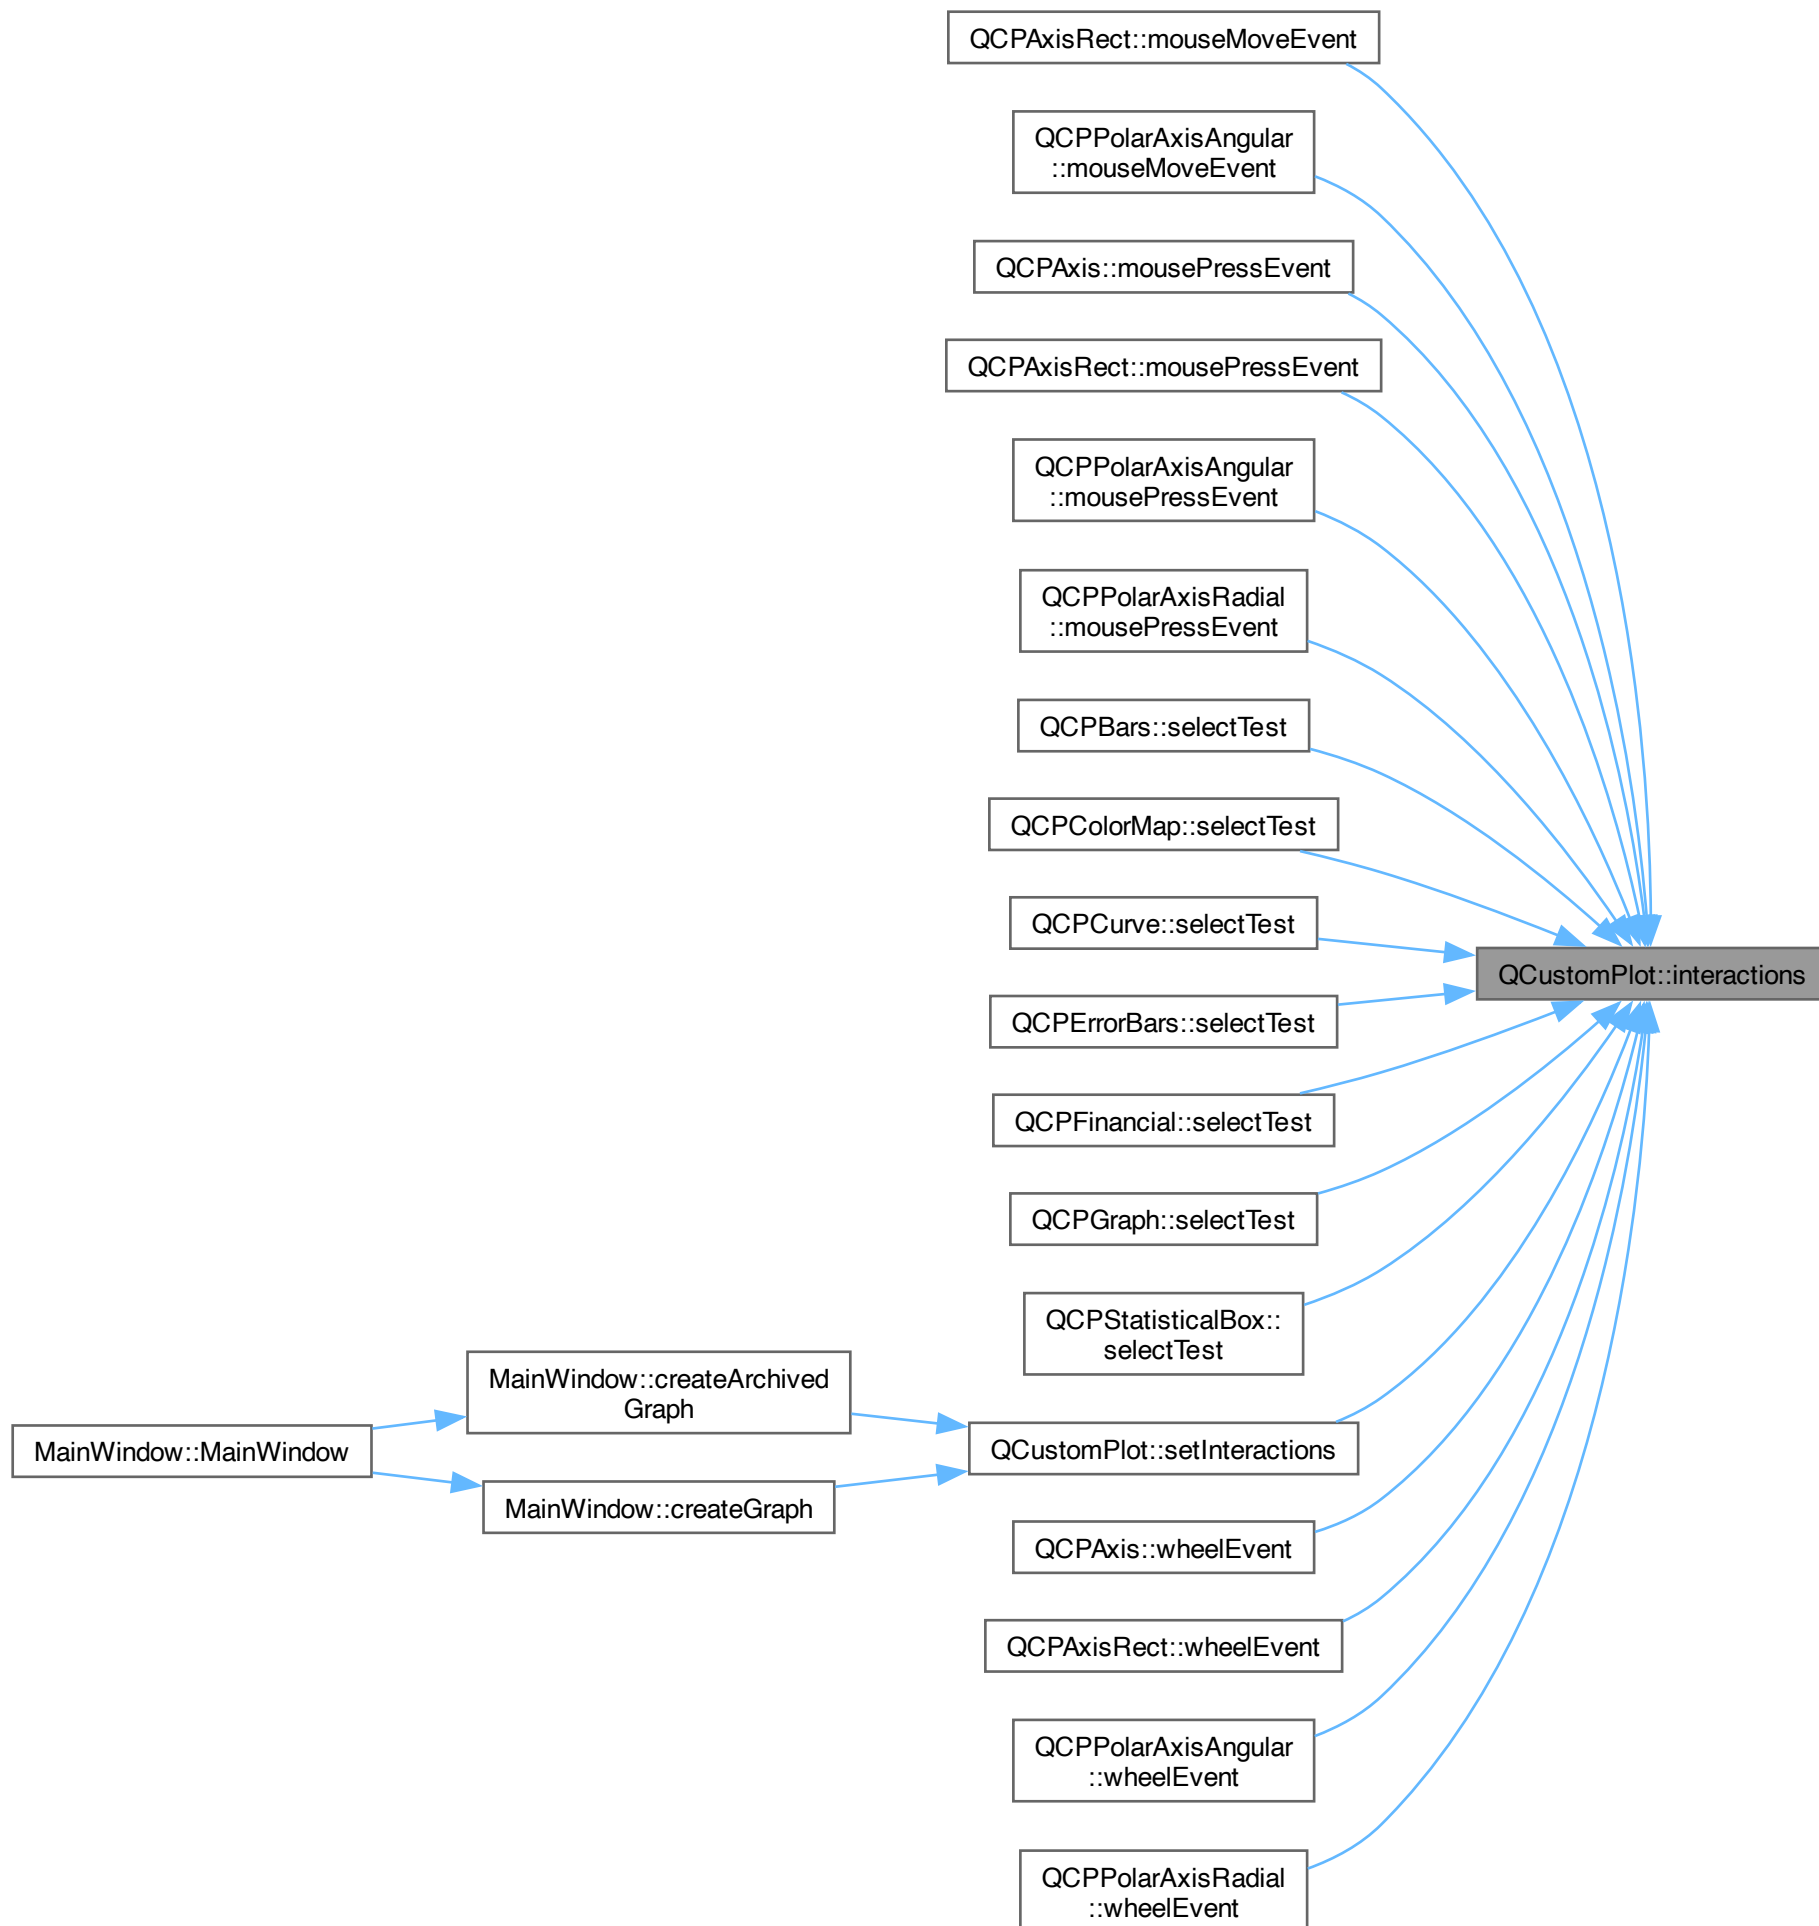 QCPAxisRect::mouseMoveEvent
QCPPolarAxisAngular
::mouseMoveEvent
QCPAxis::mousePressEvent
QCPAxisRect::mousePressEvent
QCPPolarAxisAngular
::mousePressEvent
QCPPolarAxisRadial
::mousePressEvent
QCPBars::selectTest
QCPColorMap::selectTest
QCPCurve::selectTest
QCustomPlot::interactions
QCPErrorBars::selectTest
QCPFinancial::selectTest
QCPGraph::selectTest
QCPStatisticalBox::
selectTest
MainWindow::createArchived
Graph
MainWindow::MainWindow
QCustomPlot::setInteractions
MainWindow::createGraph
QCPAxis::wheelEvent
QCPAxisRect::wheelEvent
QCPPolarAxisAngular
::wheelEvent
QCPPolarAxisRadial
::wheelEvent